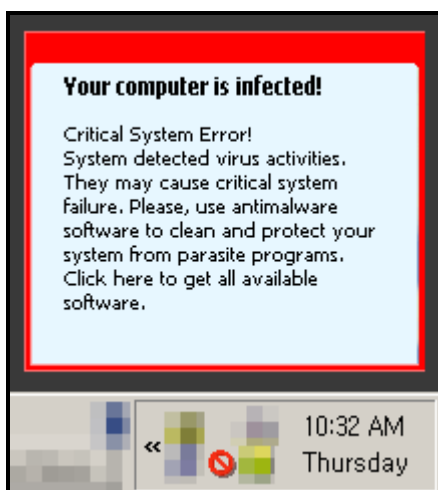 Your computer is infected!
Critical System Error!
System detected virus activities.
They may cause critical system
failure. Please, use antimalware
software to clean and protect your
system from parasite programs.
Click here to get all available
software.
«
10:32 AM
Thursday